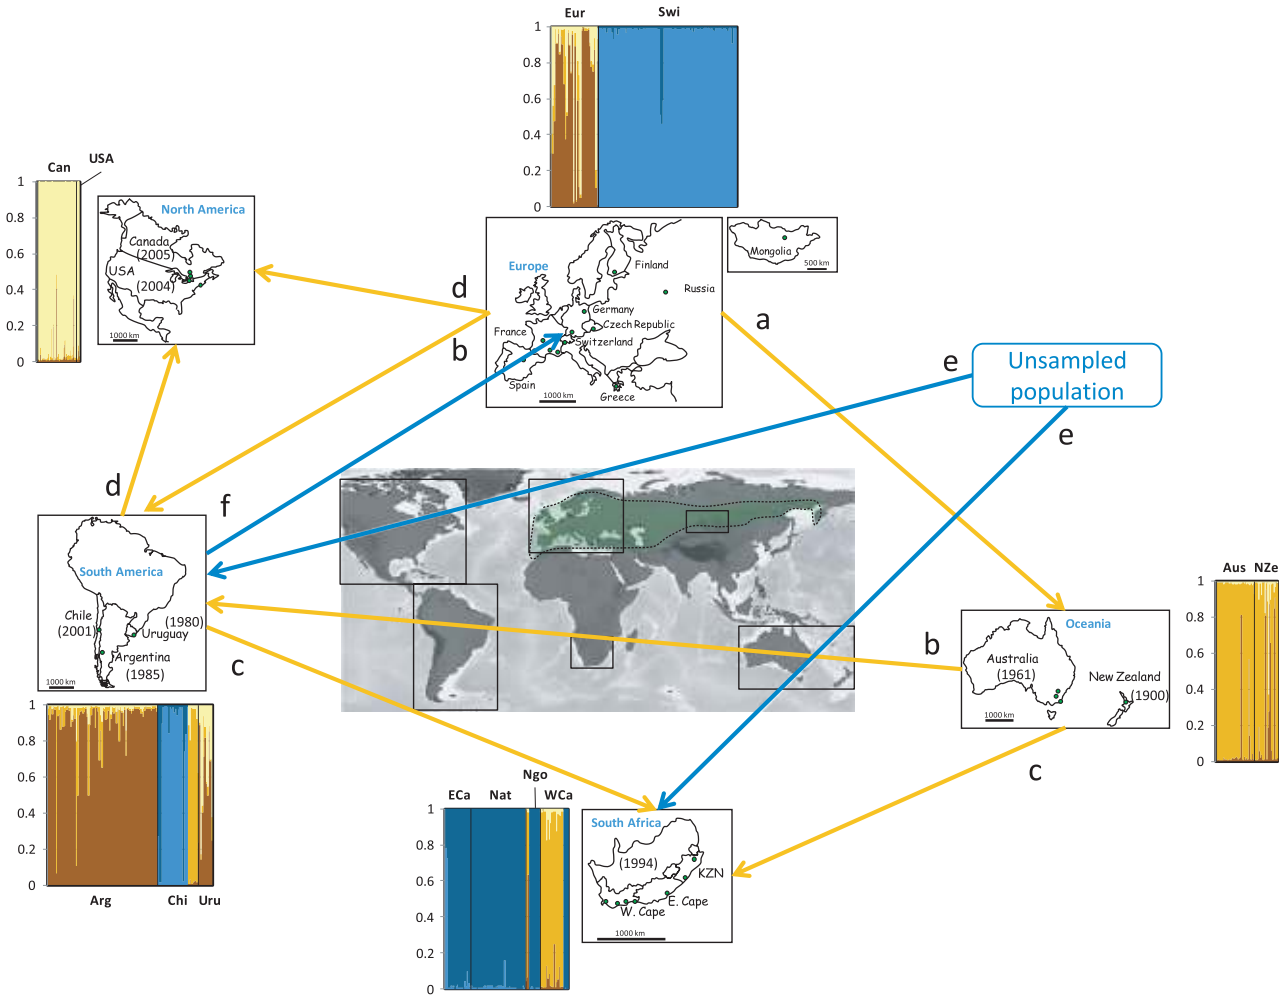 Eur
Swi
1
0.8
0.6
0.4
0.2
0
Can
USA
1
0.8
0.6
0.4
0.2
0
North America
Canada
(2005)
USA
(2004)
1000 km
Europe
Finland
Russia
Germany
Czech Republic
France
Switzerland
Spain
Greece
1000 km
Mongolia
500 km
d
b
a
e
Unsampled
population
e
d
f
South America
Chile
(2001)
(1980)
Uruguay
Argentina
(1985)
1000 km
c
b
Oceania
Australia
(1961)
New Zealand
(1900)
1000 km
Aus
NZe
1
0.8
0.6
0.4
0.2
0
c
1
0.8
0.6
0.4
0.2
0
Arg
Chi
Uru
Ngo
ECa
Nat
WCa
1
0.8
0.6
0.4
0.2
0
South Africa
(1994)
KZN
E. Cape
W. Cape
1000 km